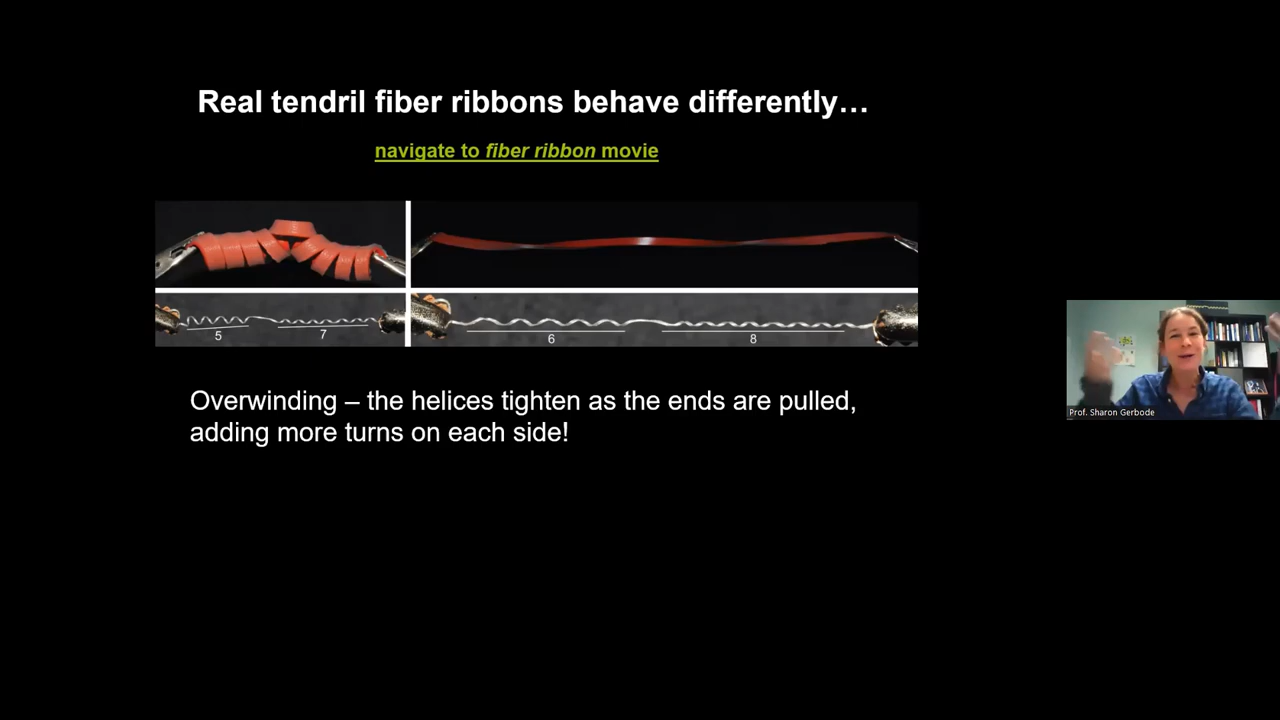 Real tendril fiber ribbons behave differently…
navigate to fiber ribbon movie
5
7
6
8
Overwinding – the helices tighten as the ends are pulled,
adding more turns on each side!
Prof. Sharon Gerbode